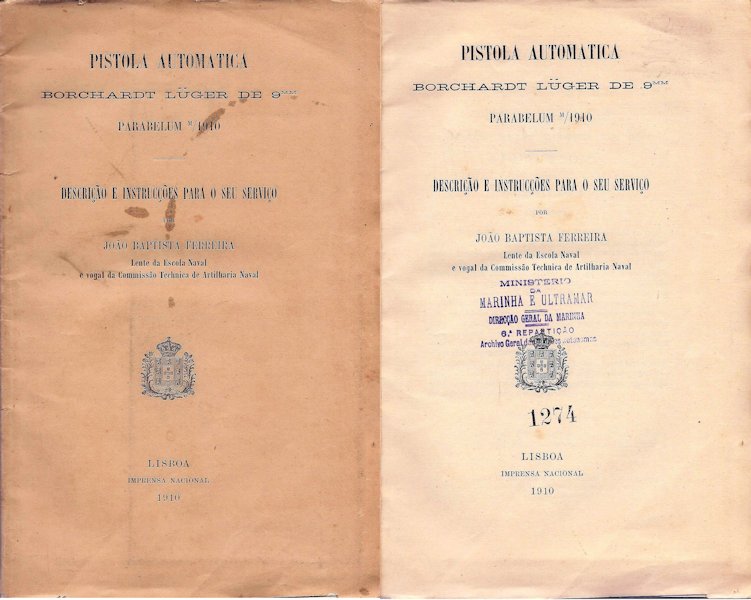 PISTOLA AUTOMATICA
BORCHARDT LÜGER DE 9MM
PARABELUM M/1910
DESCRIÇÃO E INSTRUCÇÕES PARA O SEU SERVIÇO
JOÃO BAPTISTA FERREIRA
Lente da Escola Naval
e vogal da Commissão Technica de Artilharia Naval
LISBOA
IMPRENSA NACIONAL
1910
PISTOLA AUTOMATICA
BORCHARDT LÜGER DE 9MM
PARABELUM M/1910
DESCRIÇÃO E INSTRUCÇÕES PARA O SEU SERVIÇO
POR
JOÃO BAPTISTA FERREIRA
Lente da Escola Naval
e vogal da Commissão Technica de Artilharia Naval
MINISTERIO
DA
MARINHA E ULTRAMAR
DIRECÇÃO GERAL DA MARINHA
6.ª REPARTIÇÃO
Archivo Geral
1274
LISBOA
IMPRENSA NACIONAL
1910